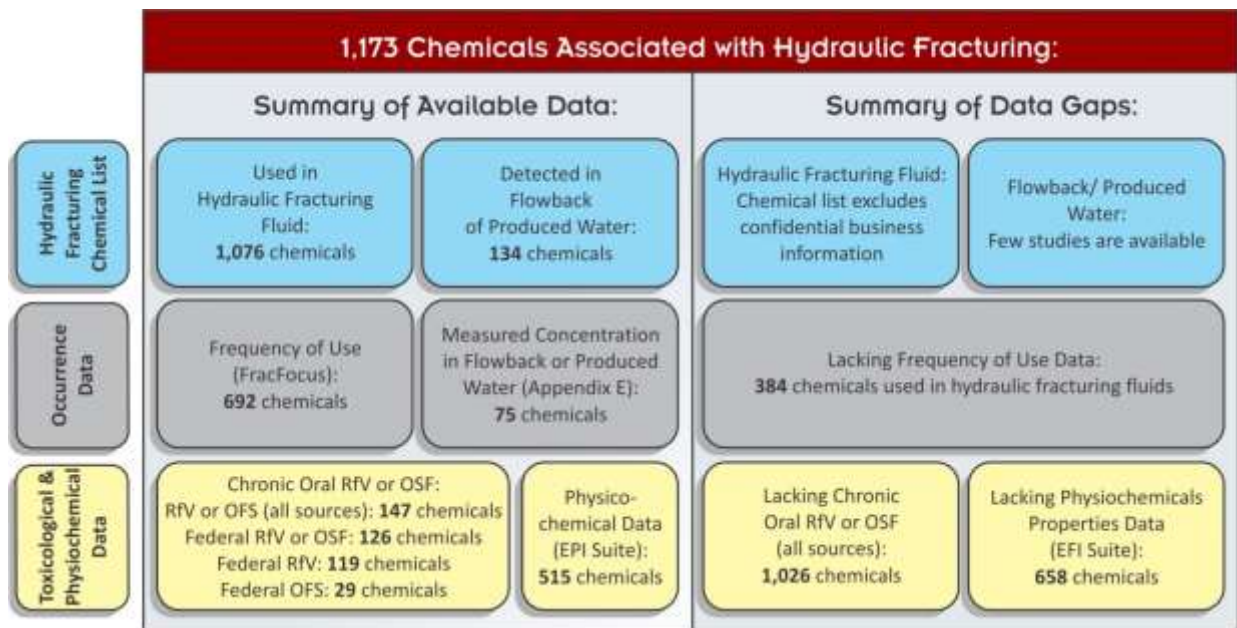 1,173 Chemicals Associated with Hydraulic Fracturing:
Summary of Available Data:
Summary of Data Gaps:
Hydraulic
Fracturing
Chemical List
Used in
Hydraulic Fracturing
Fluid:
1,076 chemicals
Detected in
Flowback
of Produced Water:
134 chemicals
Hydraulic Fracturing Fluid:
Chemical list excludes
confidential business
information
Flowback/ Produced
Water:
Few studies are available
Occurrence
Data
Frequency of Use
(FracFocus):
692 chemicals
Measured Concentration
in Flowback or Produced
Water (Appendix E):
75 chemicals
Lacking Frequency of Use Data:
384 chemicals used in hydraulic fracturing fluids
Toxicological &
Physiochemical
Data
Chronic Oral RfV or OSF:
RfV or OFS (all sources): 147 chemicals
Federal RfV or OSF: 126 chemicals
Federal RfV: 119 chemicals
Federal OFS: 29 chemicals
Physico-
chemical Data
(EPI Suite):
515 chemicals
Lacking Chronic
Oral RfV or OSF
(all sources):
1,026 chemicals
Lacking Physiochemicals
Properties Data
(EFI Suite):
658 chemicals